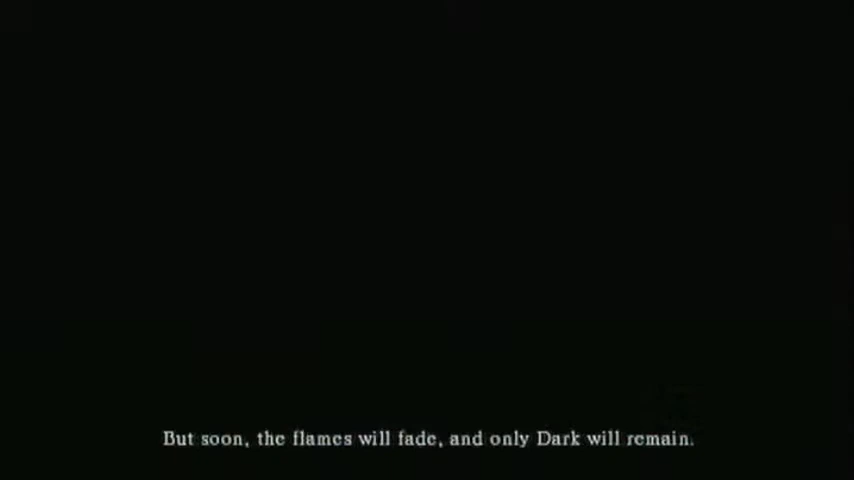 But soon, the flames will fade, and only Dark will remain.